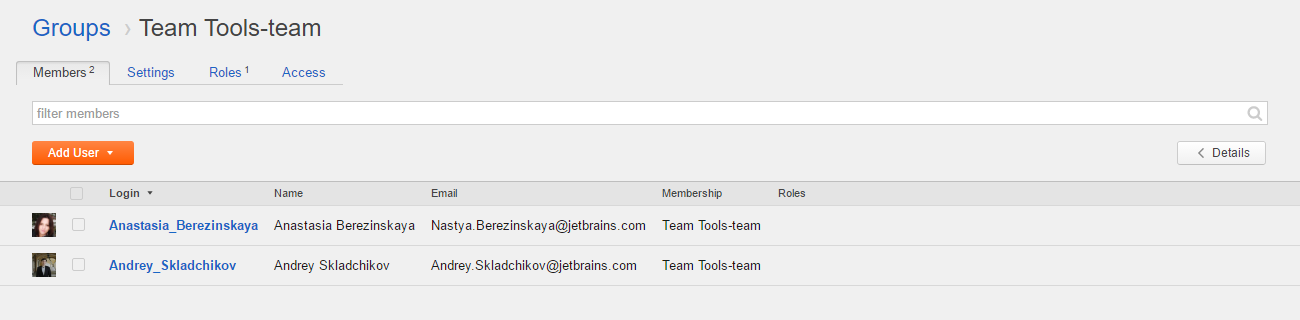 Groups › Team Tools-team
Members 2 Settings Roles 1 Access
filter members
Add User Details
Login Name Email Membership Roles
Anastasia_Berezinskaya Anastasia Berezinskaya Nastya.Berezinskaya@jetbrains.com Team Tools-team
Andrey_Skladchikov Andrey Skladchikov Andrey.Skladchikov@jetbrains.com Team Tools-team